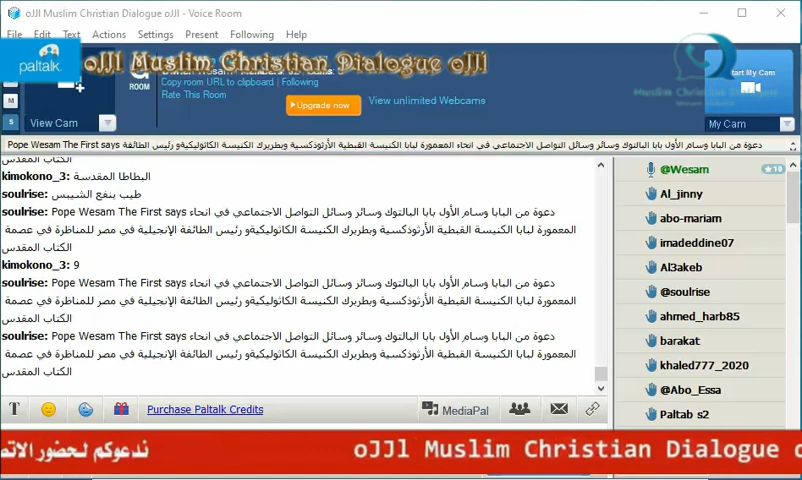 oJJl Muslim Christian Dialogue oJJl - Voice Room
File Edit Text Actions Settings Present Following Help
paltalk
oJJl Muslim Christian Dialogue oJJl
G
ROOM
Copy room URL to clipboard | Following
Rate This Room
Upgrade now
View unlimited Webcams
Start My Cam
Muslim Christian Dialogue
M
S
View Cam
My Cam
Pope Wesam The First says دعوة من البابا وسام الأول بابا البالتوك وسائر وسائل التواصل الاجتماعي في انحاء المعمورة لبابا الكنيسة القبطية الأرثوذكسية وبطريرك الكنيسة الكاثوليكيةو رئيس الطائفة
الكتاب المقدس
kimokono_3: البطاطا المقدسة
soulrise: طيب ينفع الشيبس
soulrise: Pope Wesam The First says دعوة من البابا وسام الأول بابا البالتوك وسائر وسائل التواصل الاجتماعي في انحاء
المعمورة لبابا الكنيسة القبطية الأرثوذكسية وبطريرك الكنيسة الكاثوليكيةو رئيس الطائفة الإنجيلية في مصر للمناظرة في عصمة
الكتاب المقدس
kimokono_3: 9
soulrise: Pope Wesam The First says دعوة من البابا وسام الأول بابا البالتوك وسائر وسائل التواصل الاجتماعي في انحاء
المعمورة لبابا الكنيسة القبطية الأرثوذكسية وبطريرك الكنيسة الكاثوليكيةو رئيس الطائفة الإنجيلية في مصر للمناظرة في عصمة
الكتاب المقدس
soulrise: Pope Wesam The First says دعوة من البابا وسام الأول بابا البالتوك وسائر وسائل التواصل الاجتماعي في انحاء
المعمورة لبابا الكنيسة القبطية الأرثوذكسية وبطريرك الكنيسة الكاثوليكيةو رئيس الطائفة الإنجيلية في مصر للمناظرة في عصمة
الكتاب المقدس
@Wesam
10
Al_jinny
abo-mariam
imadeddine07
Al3akeb
@soulrise
ahmed_harb85
barakat
khaled777_2020
@Abo_Essa
Paltab s2
T
Purchase Paltalk Credits
MediaPal
ندعوكم لحضور الاتص
oJJl Muslim Christian Dialogue o